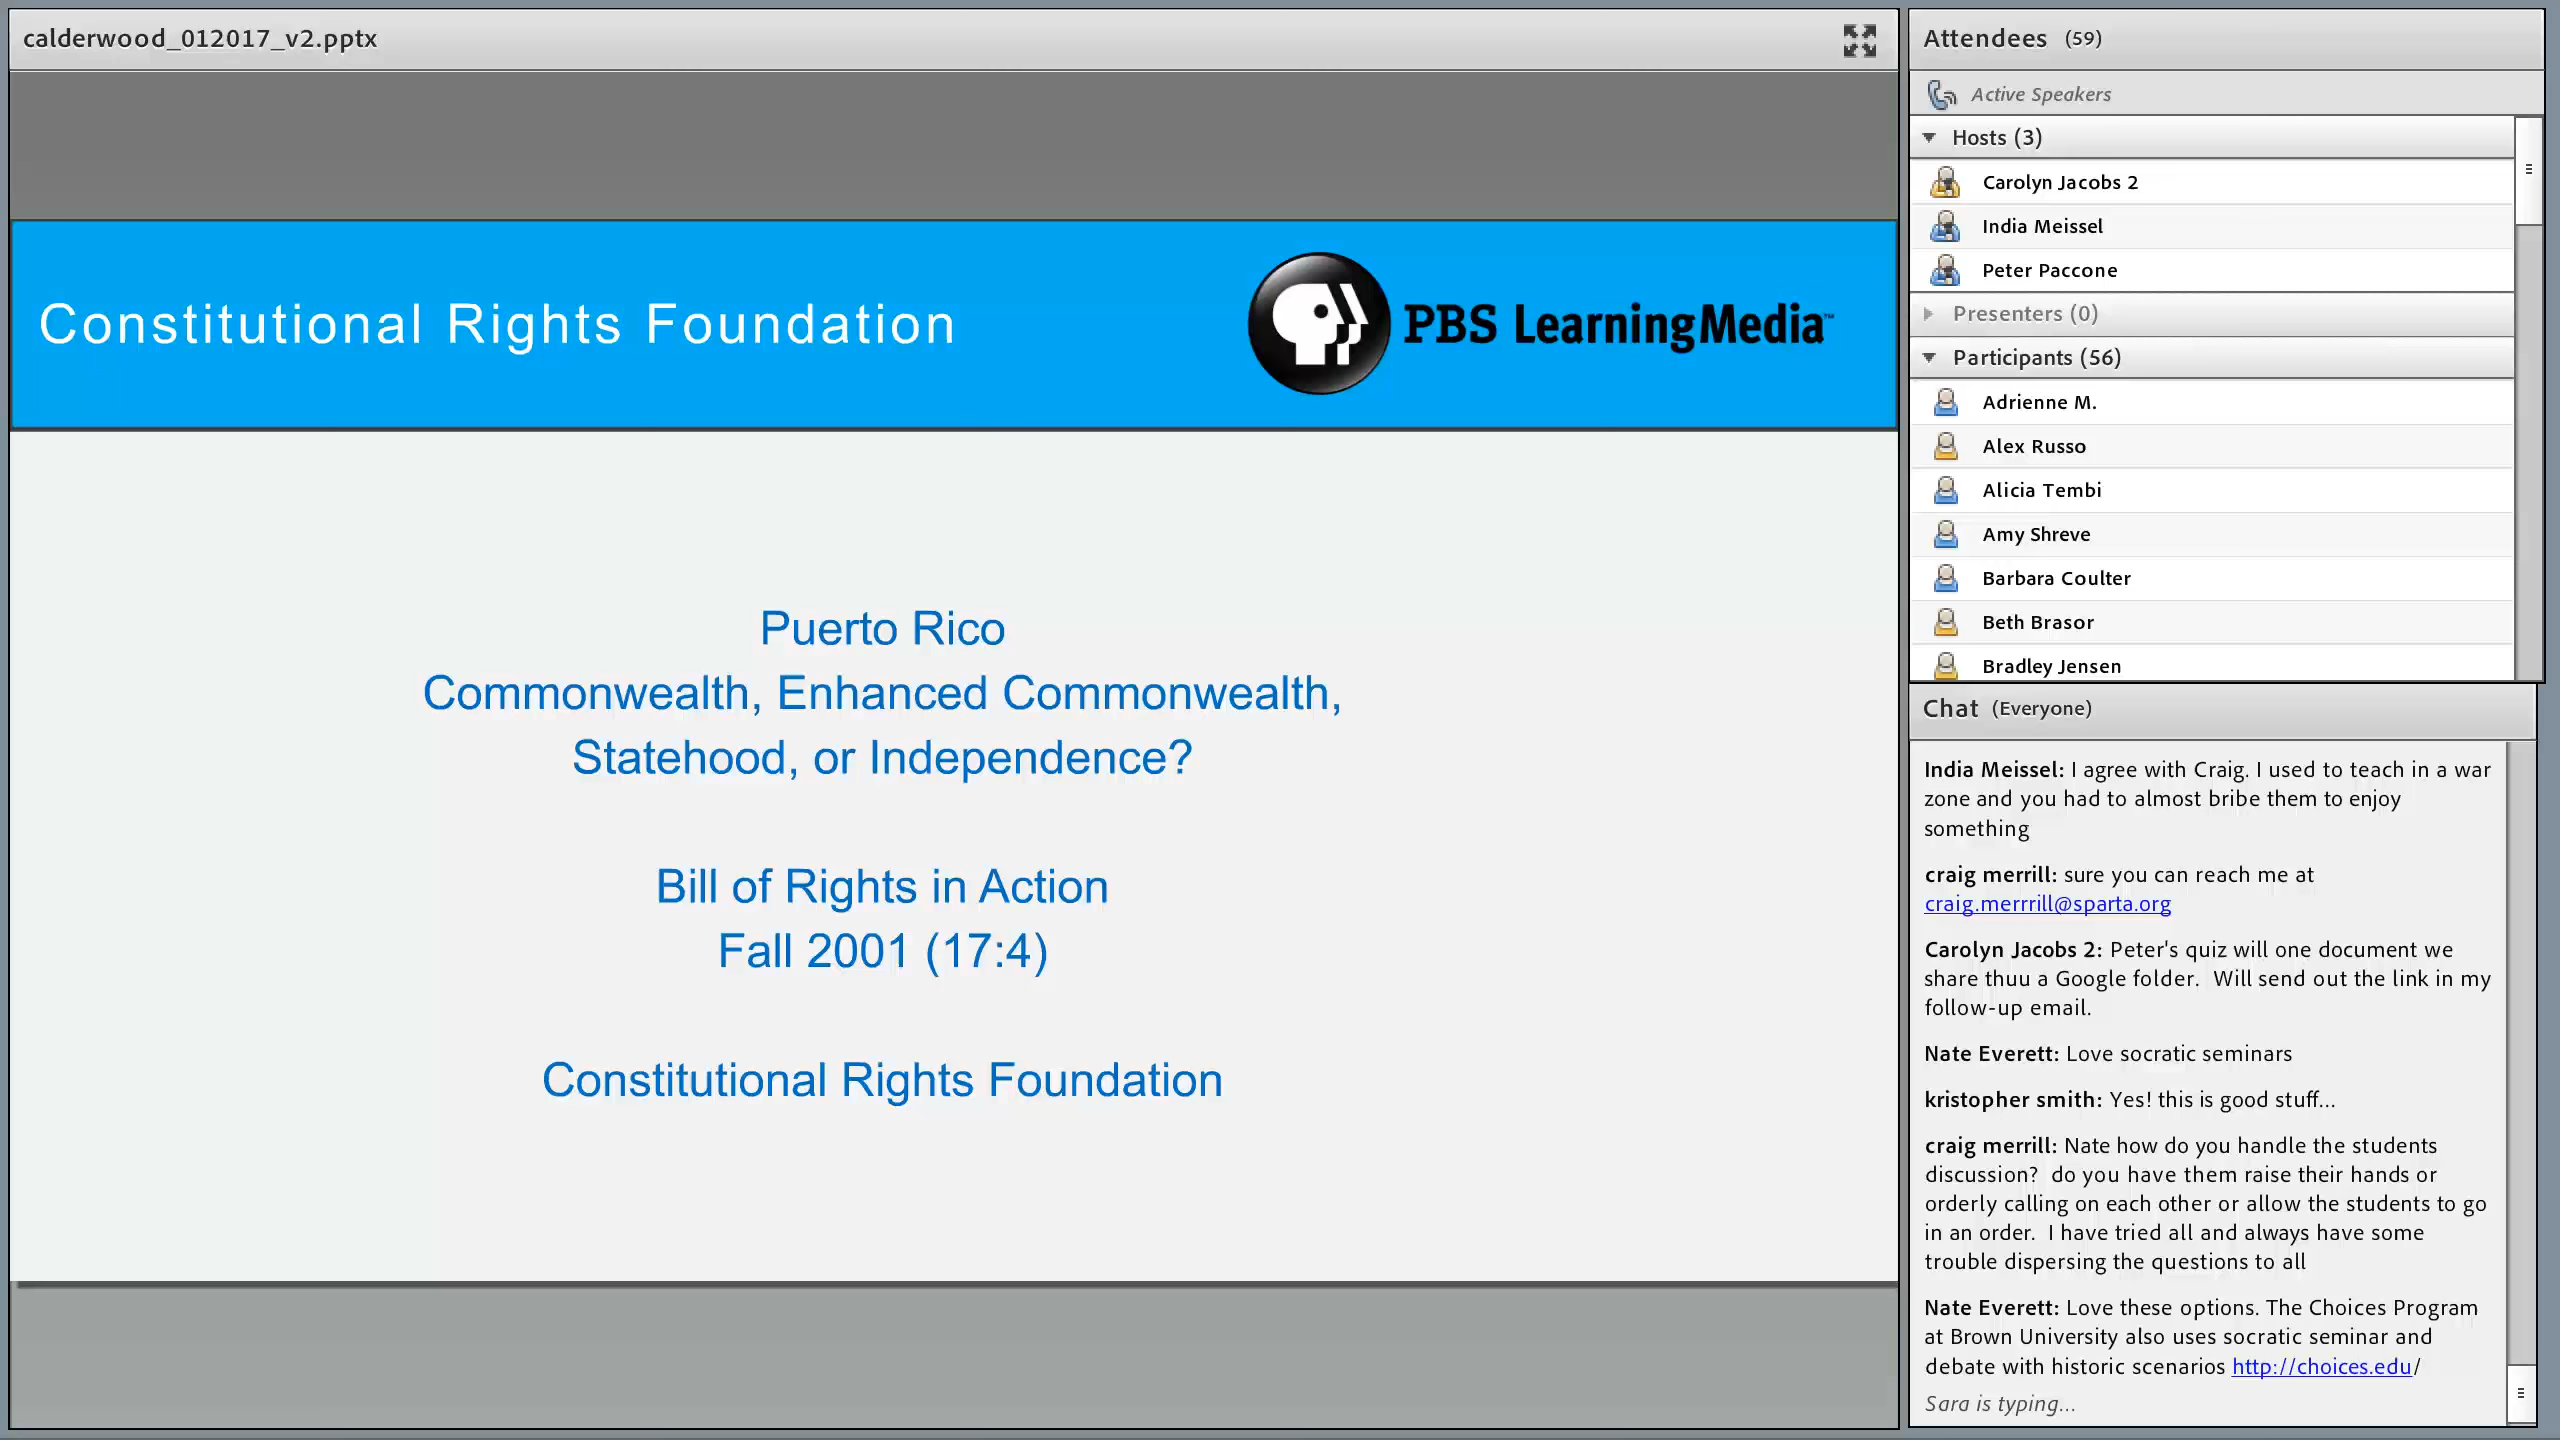 calderwood_012017_v2.pptx
Constitutional Rights Foundation
PBS LearningMedia™
Puerto Rico
Commonwealth, Enhanced Commonwealth,
Statehood, or Independence?
Bill of Rights in Action
Fall 2001 (17:4)
Constitutional Rights Foundation
Attendees (59)
Active Speakers
Hosts (3)
Carolyn Jacobs 2
India Meissel
Peter Paccone
Presenters (0)
Participants (56)
Adrienne M.
Alex Russo
Alicia Tembi
Amy Shreve
Barbara Coulter
Beth Brasor
Bradley Jensen
Chat (Everyone)
India Meissel: I agree with Craig. I used to teach in a war
zone and you had to almost bribe them to enjoy
something
craig merrill: sure you can reach me at
craig.merrrill@sparta.org
Carolyn Jacobs 2: Peter's quiz will one document we
share thuu a Google folder.  Will send out the link in my
follow-up email.
Nate Everett: Love socratic seminars
kristopher smith: Yes! this is good stuff...
craig merrill: Nate how do you handle the students
discussion?  do you have them raise their hands or
orderly calling on each other or allow the students to go
in an order.  I have tried all and always have some
trouble dispersing the questions to all
Nate Everett: Love these options. The Choices Program
at Brown University also uses socratic seminar and
debate with historic scenarios http://choices.edu/
Sara is typing...